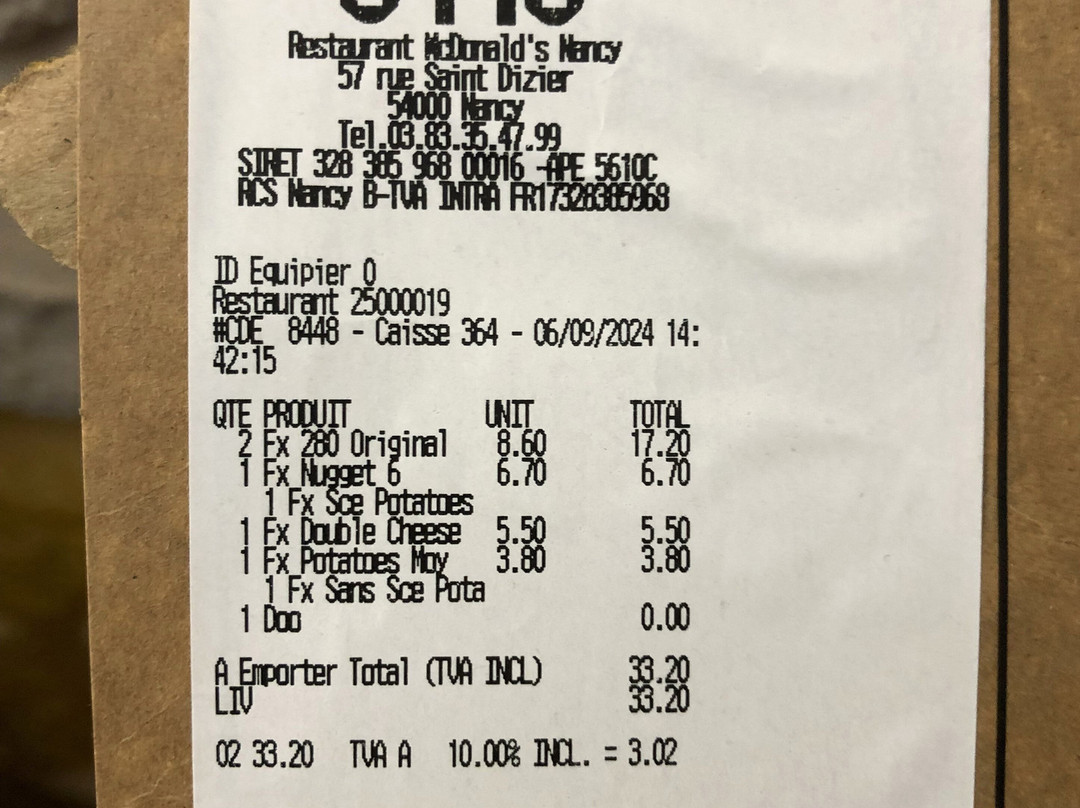 Restaurant McDonald's Nancy
57 rue Saint Dizier
54000 Nancy
Tel.03.83.35.47.99
SIRET 328 385 968 00016 -APE 5610C
RCS Nancy B-TVA INTRA FR17328385968
ID Equipier 0
Restaurant 25000019
#CDE 8448 - Caisse 364 - 06/09/2024 14:
42:15
QTE PRODUIT UNIT TOTAL
2 Fx 280 Original 8.60 17.20
1 Fx Nugget 6 6.70 6.70
1 Fx Sce Potatoes
1 Fx Double Cheese 5.50 5.50
1 Fx Potatoes Moy 3.80 3.80
1 Fx Sans Sce Pota
1 Doo 0.00
A Emporter Total (TVA INCL) 33.20
LIV 33.20
02 33.20 TVA A 10.00% INCL. = 3.02